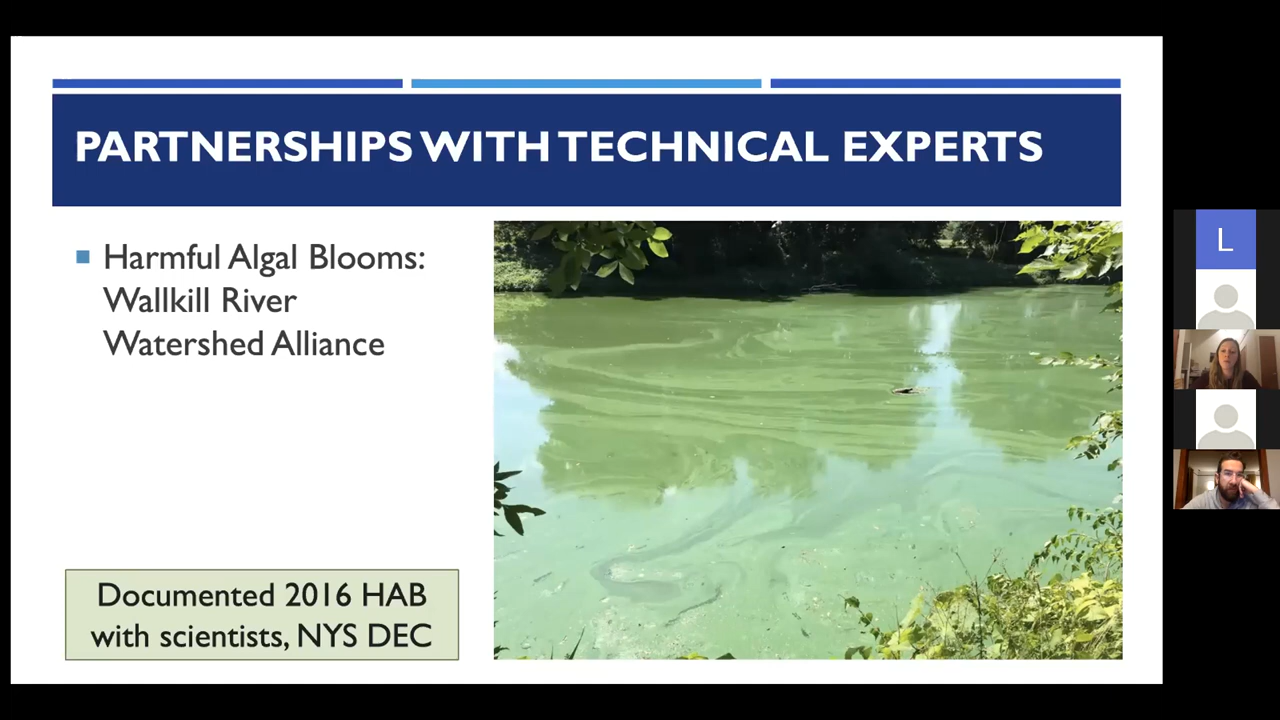 PARTNERSHIPS WITH TECHNICAL EXPERTS
Harmful Algal Blooms:
Wallkill River
Watershed Alliance
Documented 2016 HAB
with scientists, NYS DEC
L